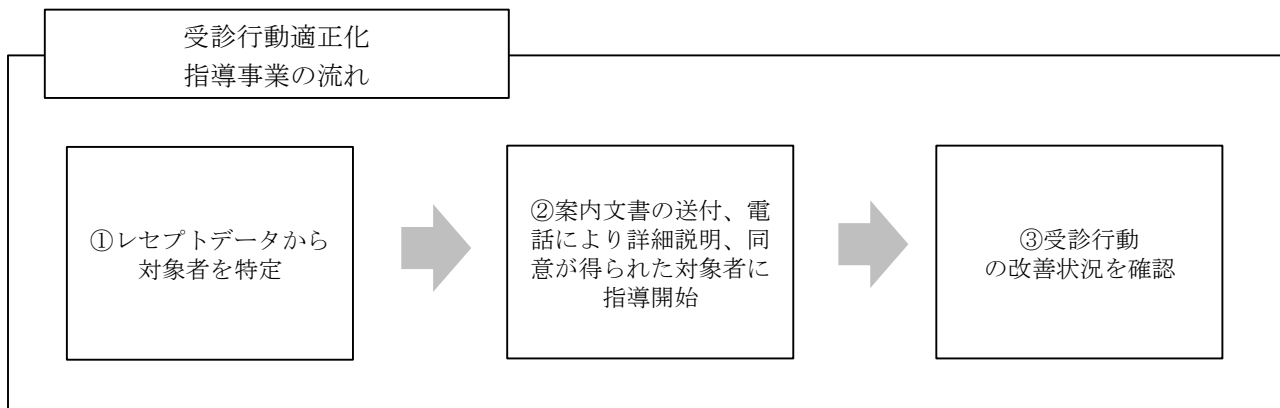 受診行動適正化
指導事業の流れ
①レセプトデータから
対象者を特定
②案内文書の送付、電
話により詳細説明、同
意が得られた対象者に
指導開始
③受診行動
の改善状況を確認